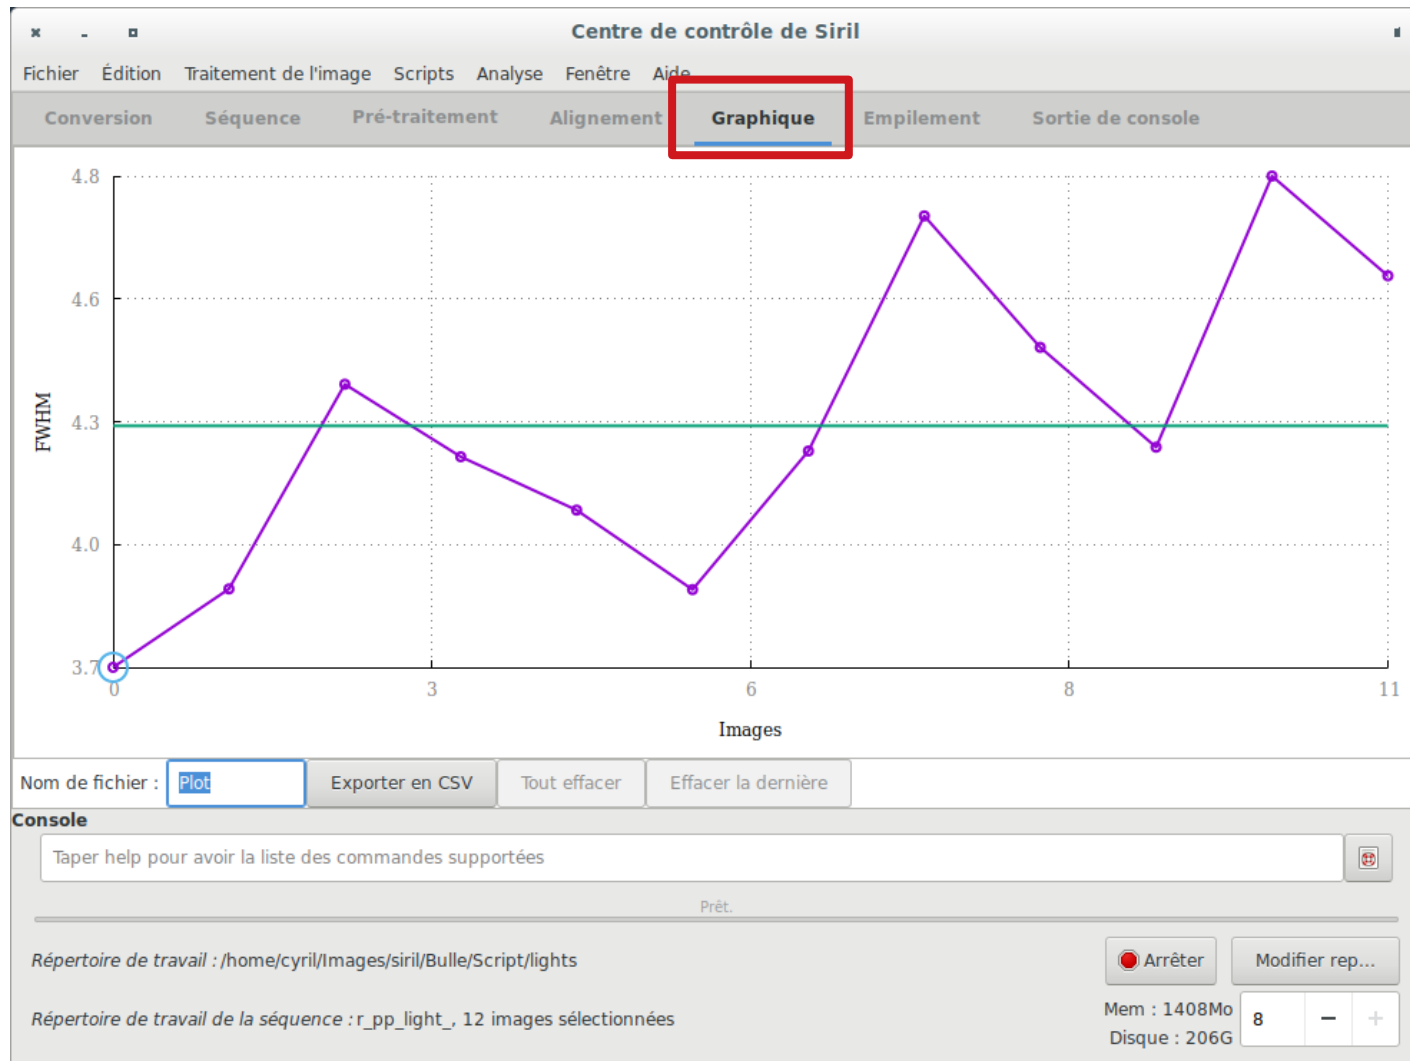 Centre de contrôle de Siril
Fichier Édition Traitement de l'image Scripts Analyse Fenêtre Aide
Conversion Séquence Pré-traitement Alignement Graphique Empilement Sortie de console
4.8
4.6
4.3
4.0
3.7
FWHM
0 3 6 8 11
Images
Nom de fichier : Plot Exporter en CSV Tout effacer Effacer la dernière
Console
Taper help pour avoir la liste des commandes supportées
Prêt.
Répertoire de travail : /home/cyril/Images/siril/Bulle/Script/lights Arrêter Modifier rep...
Répertoire de travail de la séquence : r_pp_light_, 12 images sélectionnées
Mem : 1408Mo
Disque : 206G
8